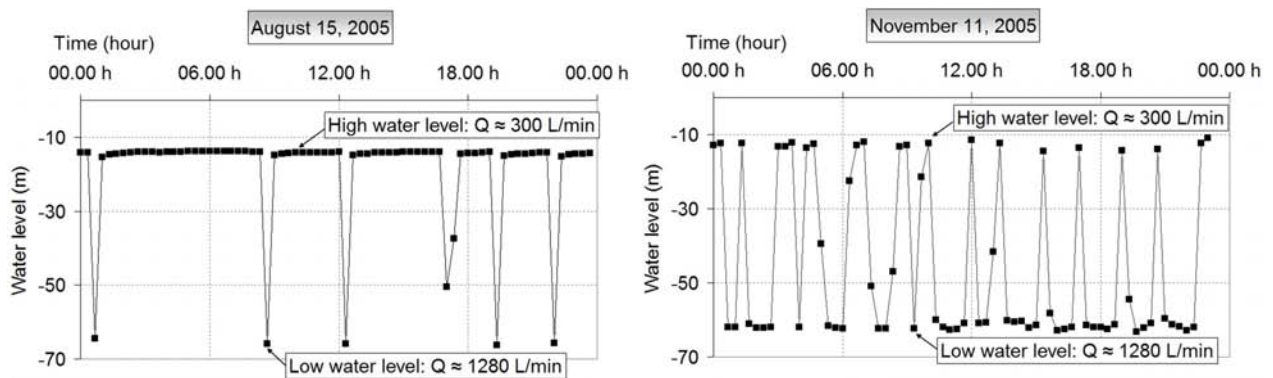 August 15, 2005
Time (hour)
00.00 h 06.00 h 12.00 h 18.00 h 00.00 h
High water level: Q ≈ 300 L/min
-10
-30
-50
-70
Water level (m)
Low water level: Q ≈ 1280 L/min
November 11, 2005
Time (hour)
00.00 h 06.00 h 12.00 h 18.00 h 00.00 h
High water level: Q ≈ 300 L/min
-10
-30
-50
-70
Water level (m)
Low water level: Q ≈ 1280 L/min